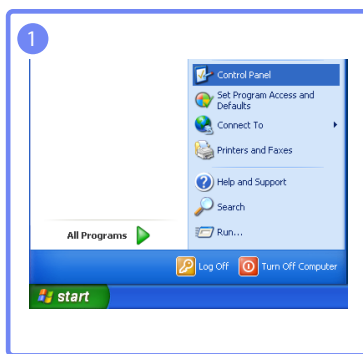 1
Control Panel
Set Program Access and
Defaults
Connect To
Printers and Faxes
Help and Support
Search
All Programs
Run...
Log Off
Turn Off Computer
start